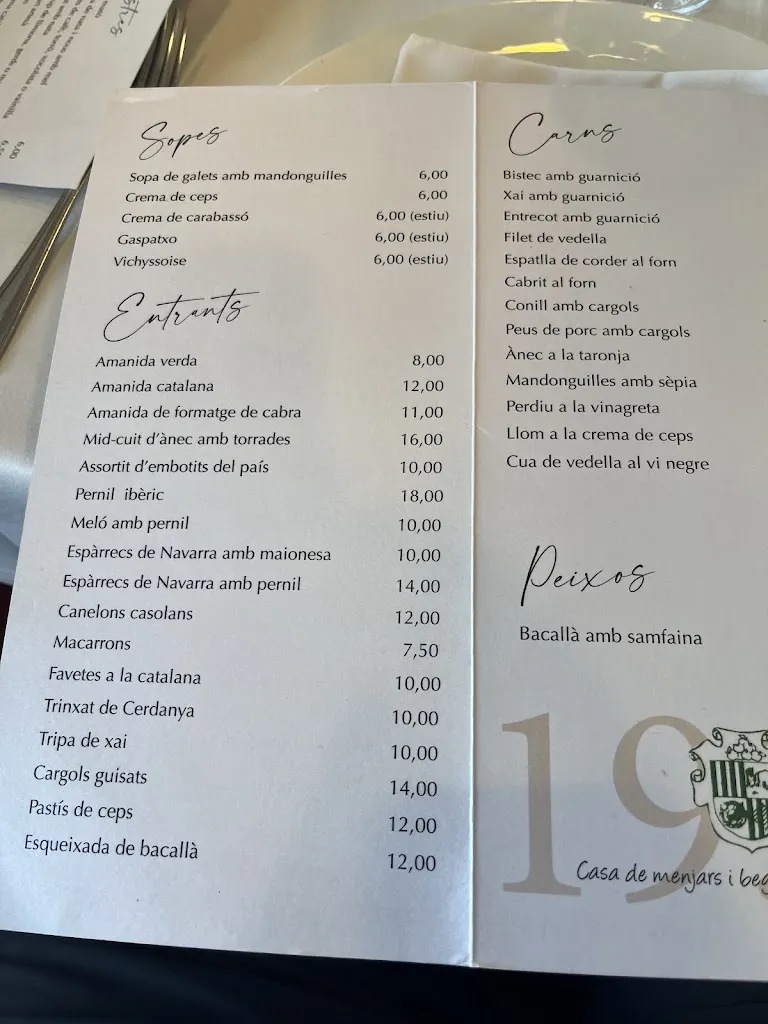 Sopes
Sopa de galets amb mandonguilles 6,00
Crema de ceps 6,00
Crema de carabassó 6,00 (estiu)
Gaspatxo 6,00 (estiu)
Vichyssoise 6,00 (estiu)
Entrants
Amanida verda 8,00
Amanida catalana 12,00
Amanida de formatge de cabra 11,00
Mid-cuit d'ànec amb torrades 16,00
Assortit d'embotits del país 10,00
Pernil ibèric 18,00
Meló amb pernil 10,00
Espàrrecs de Navarra amb maionesa 10,00
Espàrrecs de Navarra amb pernil 14,00
Canelons casolans 12,00
Macarrons 7,50
Favetes a la catalana 10,00
Trinxat de Cerdanya 10,00
Tripa de xai 10,00
Cargols guisats 14,00
Pastís de ceps 12,00
Esqueixada de bacallà 12,00
Carns
Bistec amb guarnició
Xai amb guarnició
Entrecot amb guarnició
Filet de vedella
Espatlla de corder al forn
Cabrit al forn
Conill amb cargols
Peus de porc amb cargols
Ànec a la taronja
Mandonguilles amb sèpia
Perdiu a la vinagreta
Llom a la crema de ceps
Cua de vedella al vi negre
Peixos
Bacallà amb samfaina
19
Casa de menjars i beg
6,00